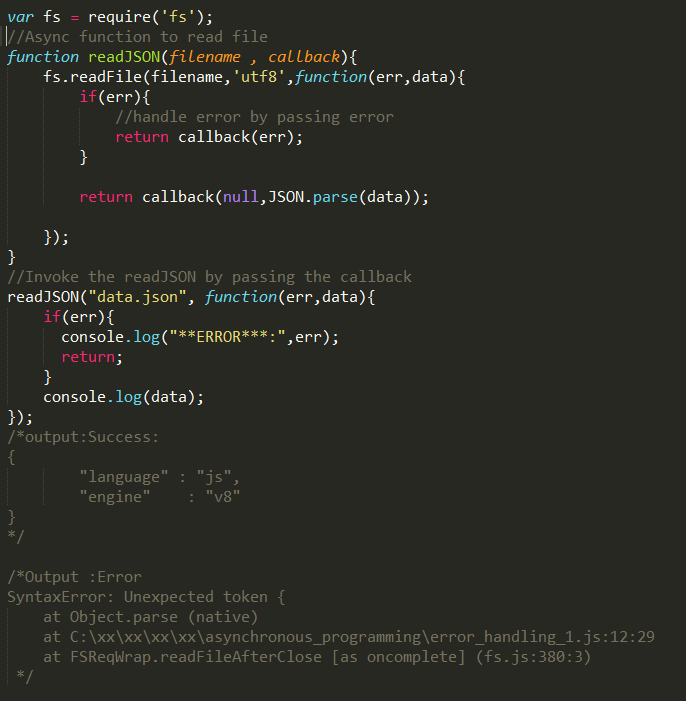 var fs = require('fs');
//Async function to read file
function readJSON(filename , callback){
    fs.readFile(filename,'utf8',function(err,data){
        if(err){
            //handle error by passing error
            return callback(err);
        }

        return callback(null,JSON.parse(data));

    });
}
//Invoke the readJSON by passing the callback
readJSON("data.json", function(err,data){
    if(err){
      console.log("**ERROR***:",err);
      return;
    }
    console.log(data);
});
/*output:Success:
{
        "language" : "js",
        "engine"    : "v8"
}
*/

/*Output :Error
SyntaxError: Unexpected token {
    at Object.parse (native)
    at C:\xx\xx\xx\xx\asynchronous_programming\error_handling_1.js:12:29
    at FSReqWrap.readFileAfterClose [as oncomplete] (fs.js:380:3)
 */